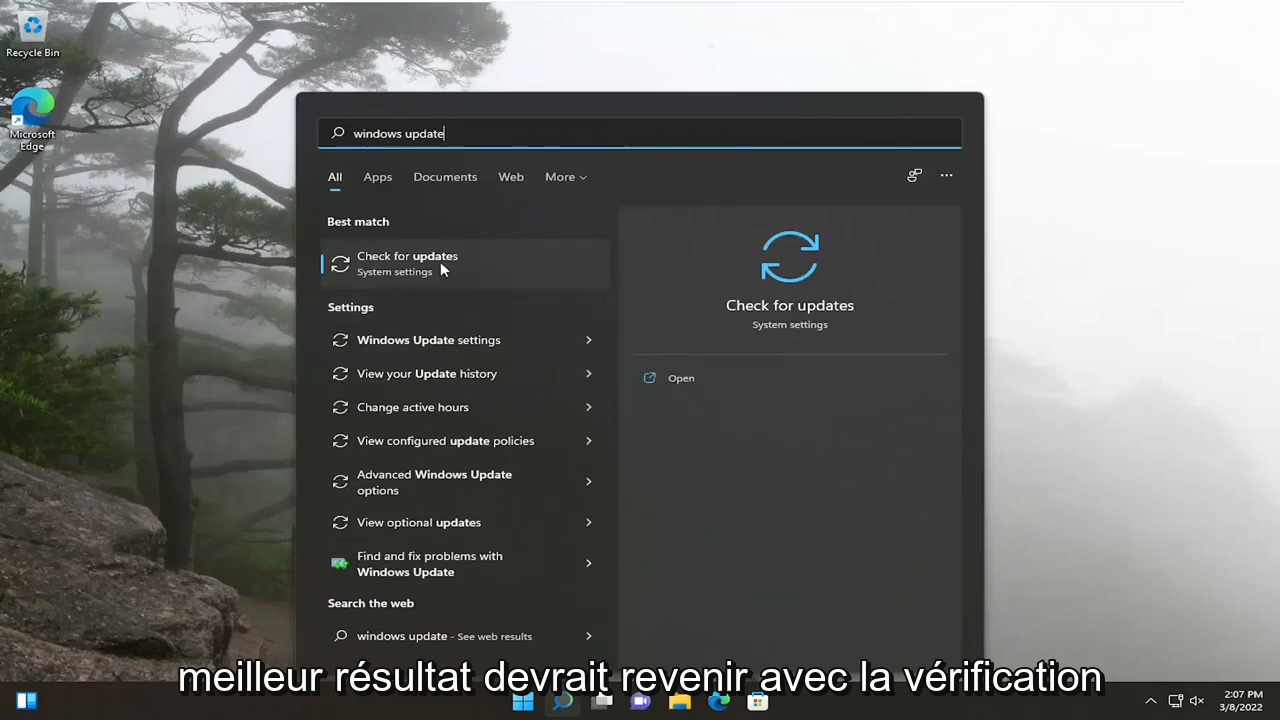 Recycle Bin
Microsoft
Edge
windows update
All Apps Documents Web More
Best match
Check for updates
System settings
Settings
Windows Update settings
View your Update history
Change active hours
View configured update policies
Advanced Windows Update
options
View optional updates
Find and fix problems with
Windows Update
Search the web
windows update - See web results
Check for updates
System settings
Open
meilleur résultat devrait revenir avec la vérification
2:07 PM
3/8/2022